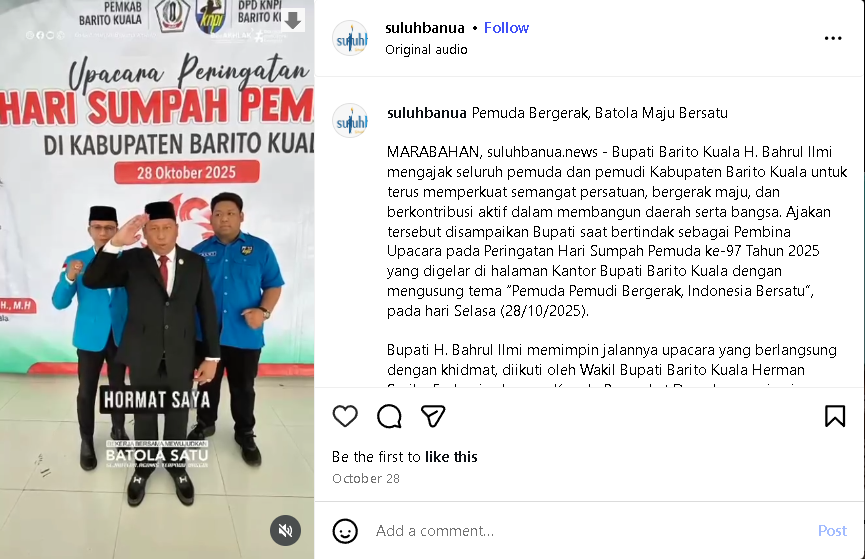 PEMKAB
BARITO KUALA
DPD KNPI
BARITO KU
Upacara Peringatan
HARI SUMPAH PEM
DI KABUPATEN BARITO KUAL
28 Oktober 2025
H., M.H
HORMAT SAYA
BEKERJA BERSAMA MEWUJUDKAN
BATOLA SATU
suluhbanua • Follow
Original audio
suluhbanua Pemuda Bergerak, Batola Maju Bersatu
MARABAHAN, suluhbanua.news - Bupati Barito Kuala H. Bahrul Ilmi
mengajak seluruh pemuda dan pemudi Kabupaten Barito Kuala untuk
terus memperkuat semangat persatuan, bergerak maju, dan
berkontribusi aktif dalam membangun daerah serta bangsa. Ajakan
tersebut disampaikan Bupati saat bertindak sebagai Pembina
Upacara pada Peringatan Hari Sumpah Pemuda ke-97 Tahun 2025
yang digelar di halaman Kantor Bupati Barito Kuala dengan
mengusung tema “Pemuda Pemudi Bergerak, Indonesia Bersatu”,
pada hari Selasa (28/10/2025).
Bupati H. Bahrul Ilmi memimpin jalannya upacara yang berlangsung
dengan khidmat, diikuti oleh Wakil Bupati Barito Kuala Herman
Be the first to like this
October 28
Add a comment...
Post